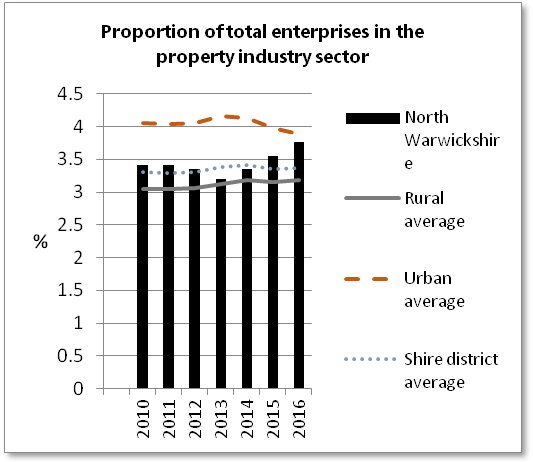 Proportion of total enterprises in the
property industry sector
4.5
4
3.5
3
2.5
2
1.5
1
0.5
0
%
2010
2011
2012
2013
2014
2015
2016
North
Warwickshir
e
Rural
average
Urban
average
Shire district
average